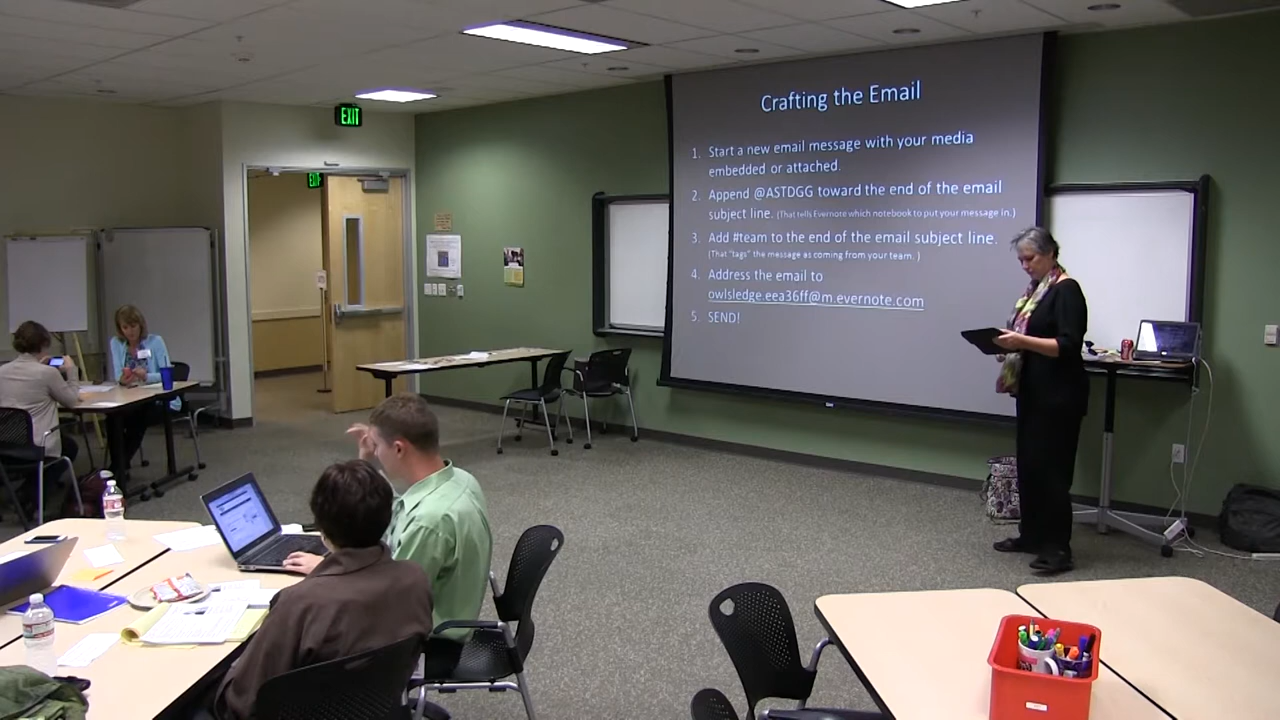 EXIT
EXIT
Crafting the Email
1. Start a new email message with your media
embedded or attached.
2. Append @ASTDGG toward the end of the email
subject line. (That tells Evernote which notebook to put your message in.)
3. Add #team to the end of the email subject line.
(That "tags" the message as coming from your team. )
4. Address the email to
owlsledge.eea36ff@m.evernote.com
5. SEND!